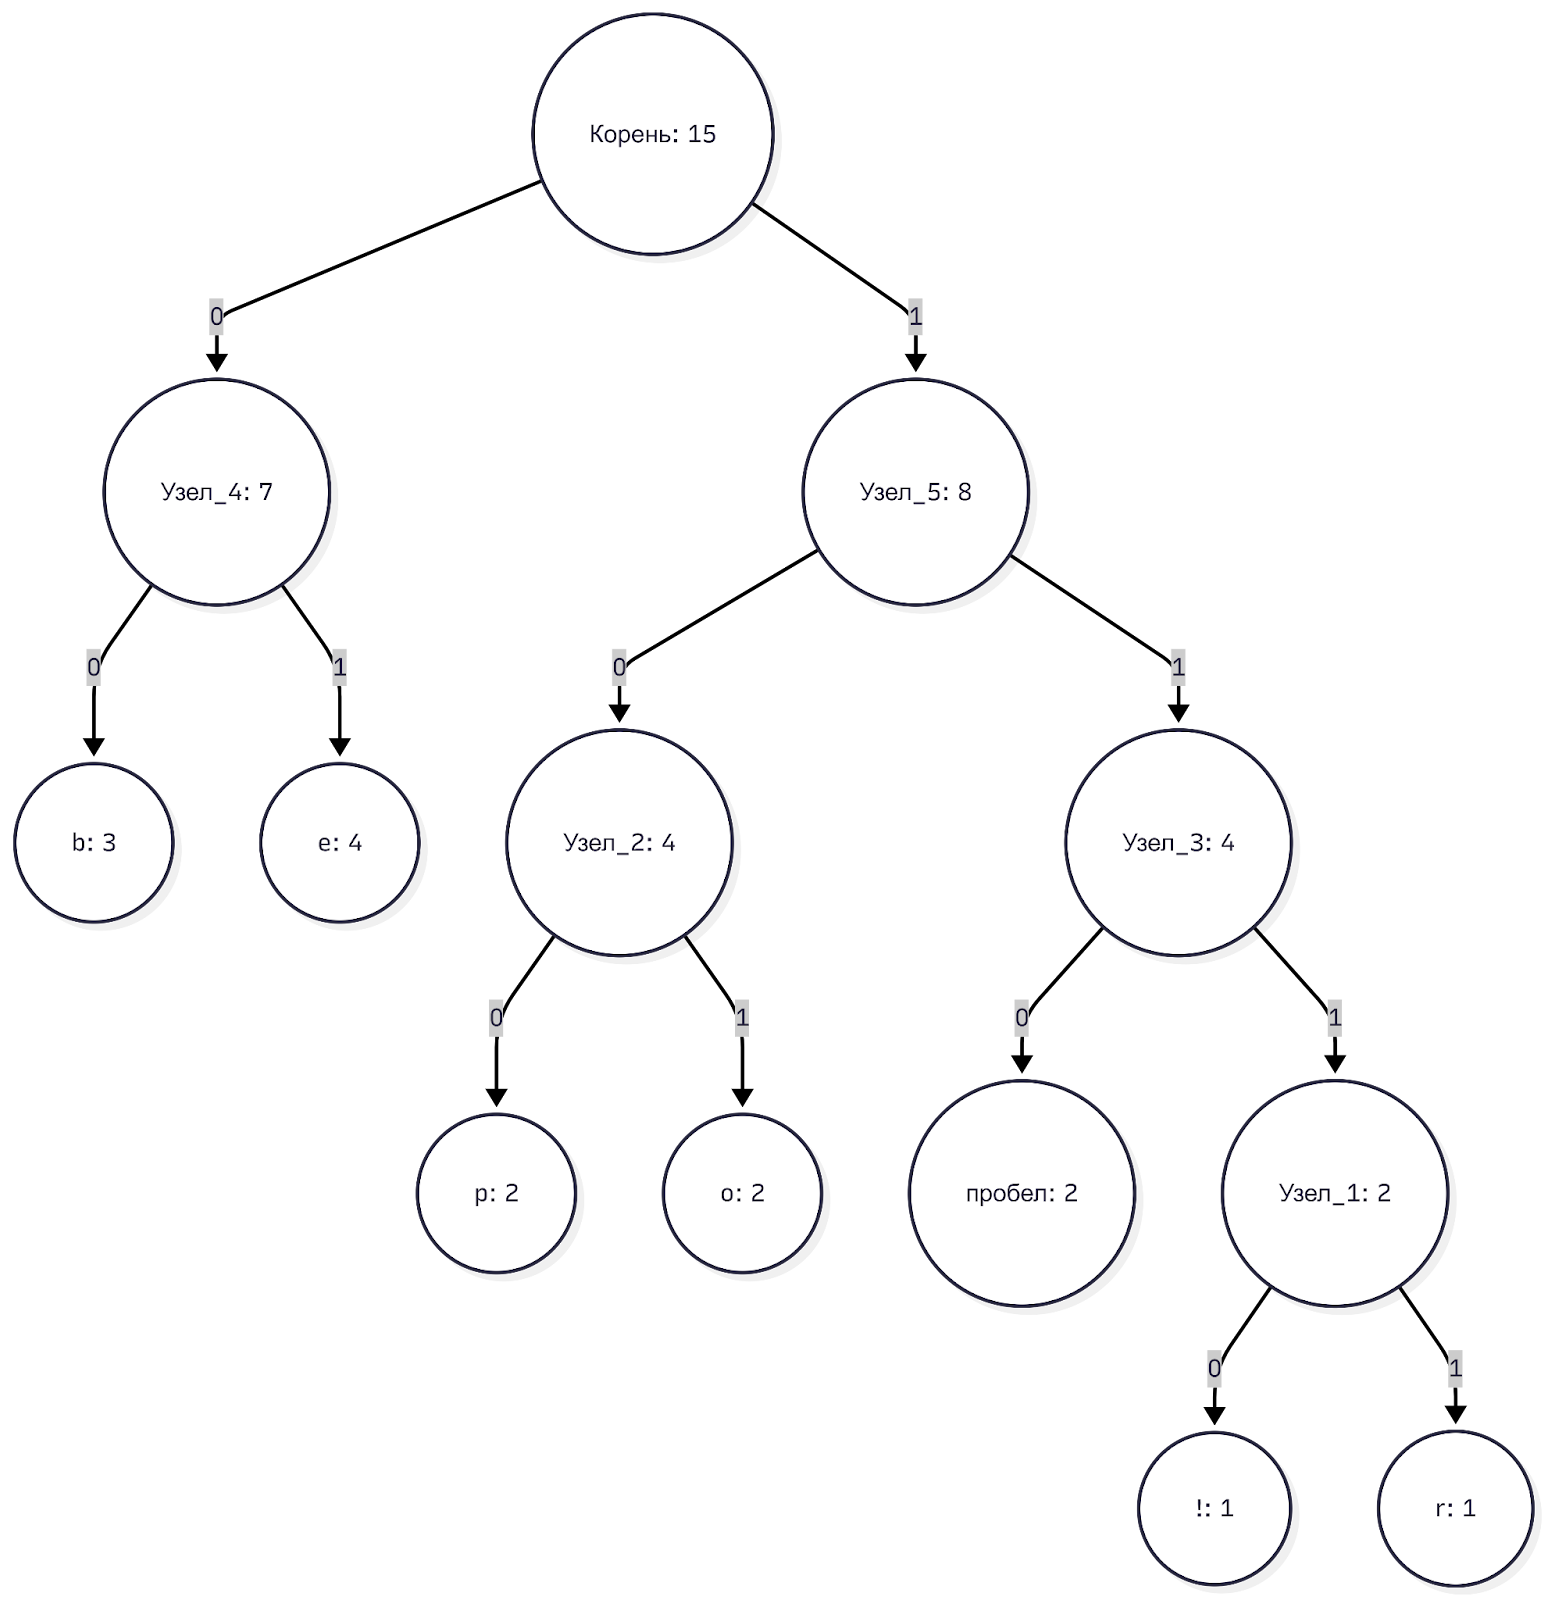 Корень: 15
0
1
Узел_4: 7
Узел_5: 8
0
1
0
1
b: 3
e: 4
Узел_2: 4
Узел_3: 4
0
1
0
1
p: 2
o: 2
пробел: 2
Узел_1: 2
0
1
!: 1
r: 1